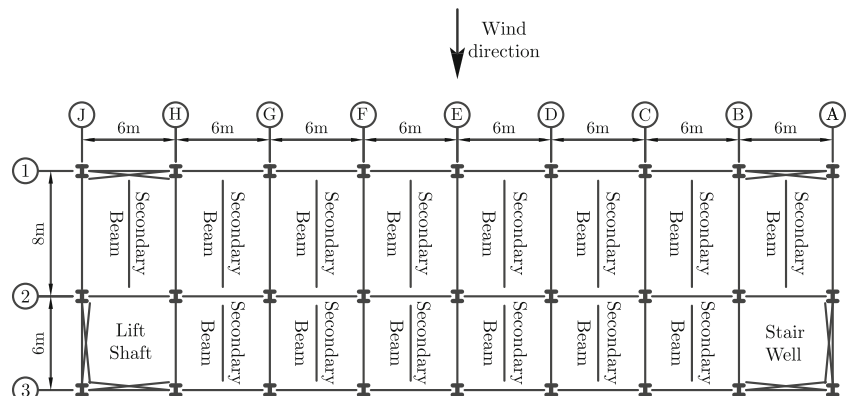 Wind
direction
J H G F E D C B A
6m 6m 6m 6m 6m 6m 6m 6m
1
8m
Secondary
Beam
Secondary
Beam
Secondary
Beam
Secondary
Beam
Secondary
Beam
Secondary
Beam
Secondary
Beam
Secondary
Beam
2
6m
Lift
Shaft
Secondary
Beam
Secondary
Beam
Secondary
Beam
Secondary
Beam
Secondary
Beam
Secondary
Beam
Stair
Well
3